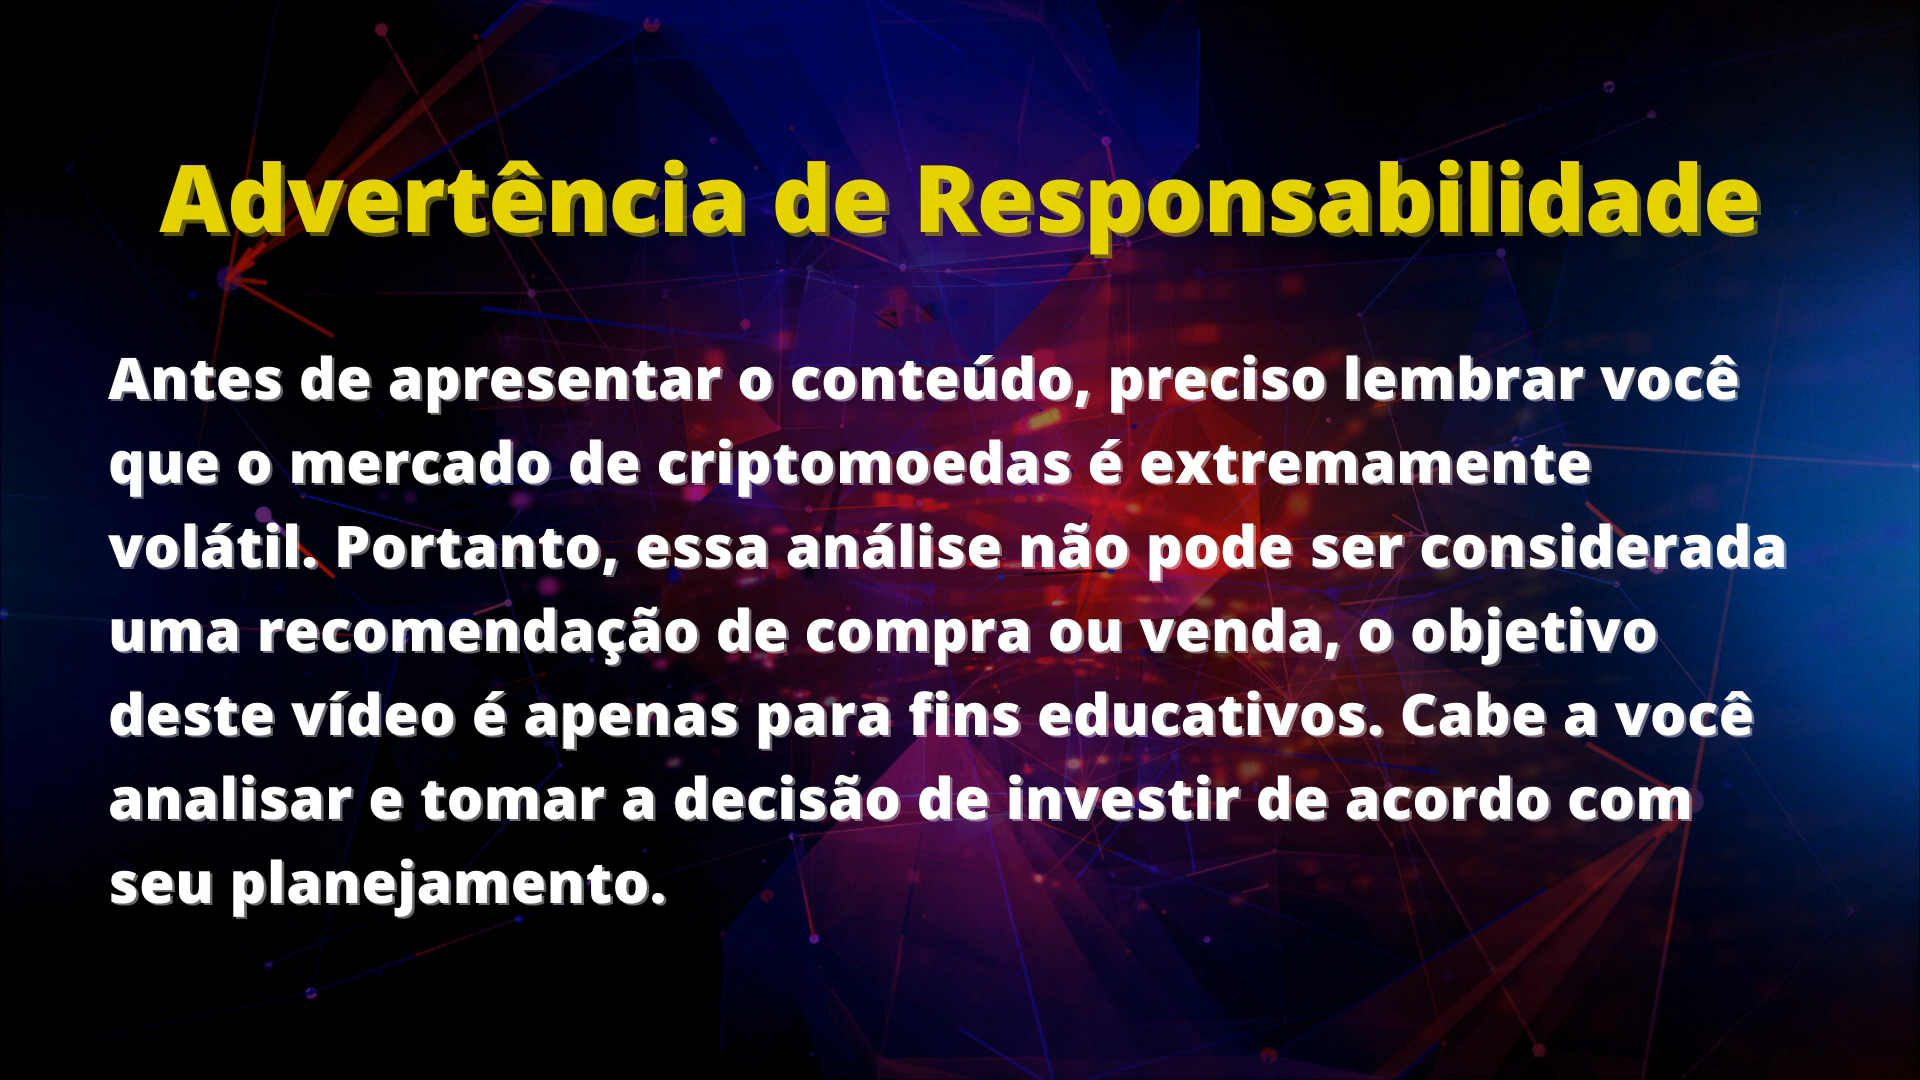 Advertência de Responsabilidade
Antes de apresentar o conteúdo, preciso lembrar você
que o mercado de criptomoedas é extremamente
volátil. Portanto, essa análise não pode ser considerada
uma recomendação de compra ou venda, o objetivo
deste vídeo é apenas para fins educativos. Cabe a você
analisar e tomar a decisão de investir de acordo com
seu planejamento.